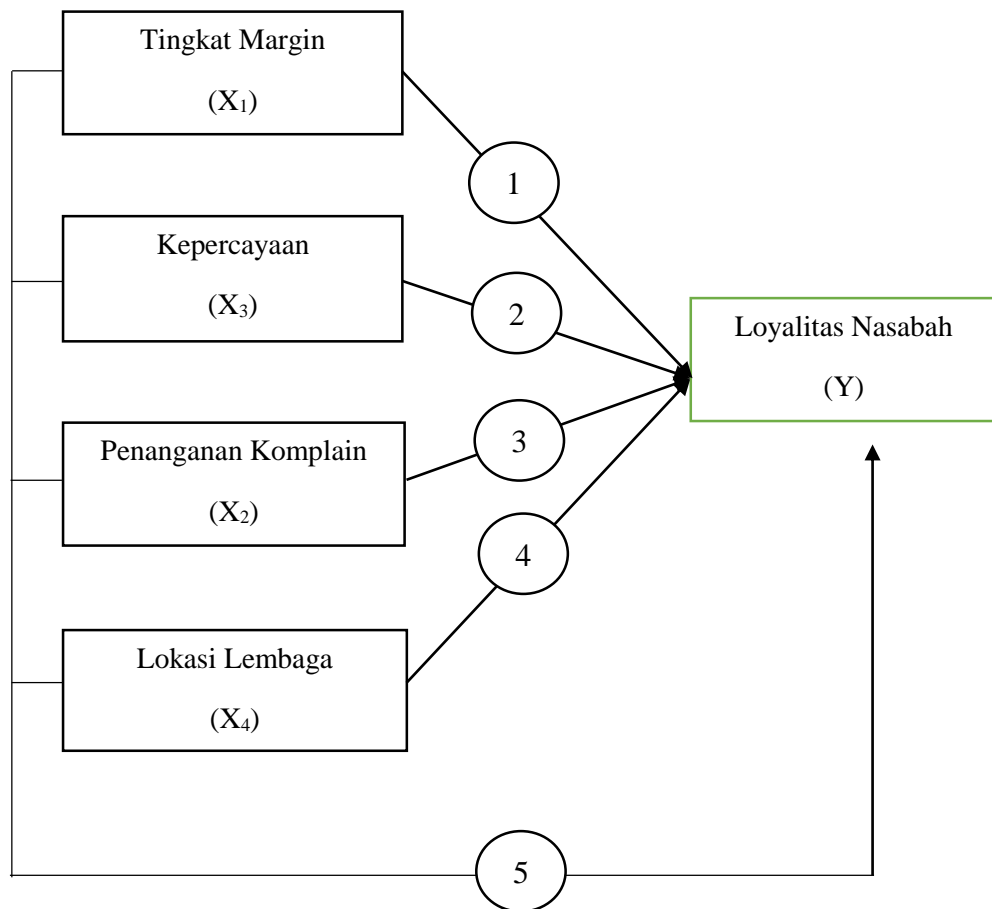 Tingkat Margin
(X₁)
1
Kepercayaan
(X₃)
2
Loyalitas Nasabah
(Y)
Penanganan Komplain
(X₂)
3
4
Lokasi Lembaga
(X₄)
5